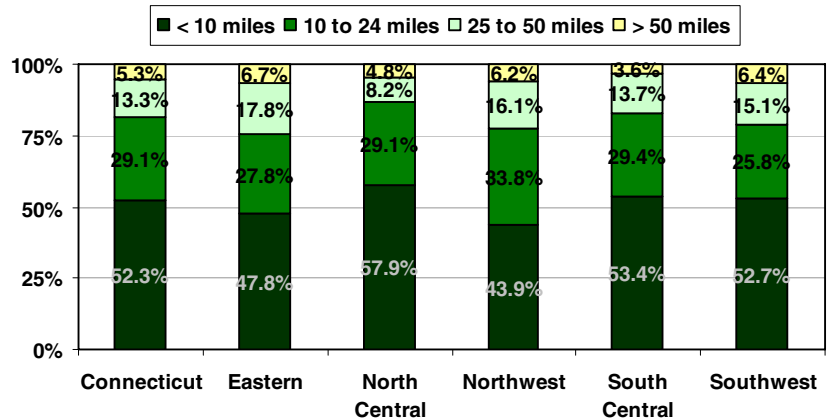 < 10 miles 10 to 24 miles 25 to 50 miles > 50 miles
100%
75%
50%
25%
0%
5.3% 6.7% 4.8% 6.2% 3.6% 6.4%
13.3% 17.8% 8.2% 16.1% 13.7% 15.1%
29.1% 27.8% 29.1% 33.8% 29.4% 25.8%
52.3% 47.8% 57.9% 43.9% 53.4% 52.7%
Connecticut Eastern North Northwest South Southwest
Central Central